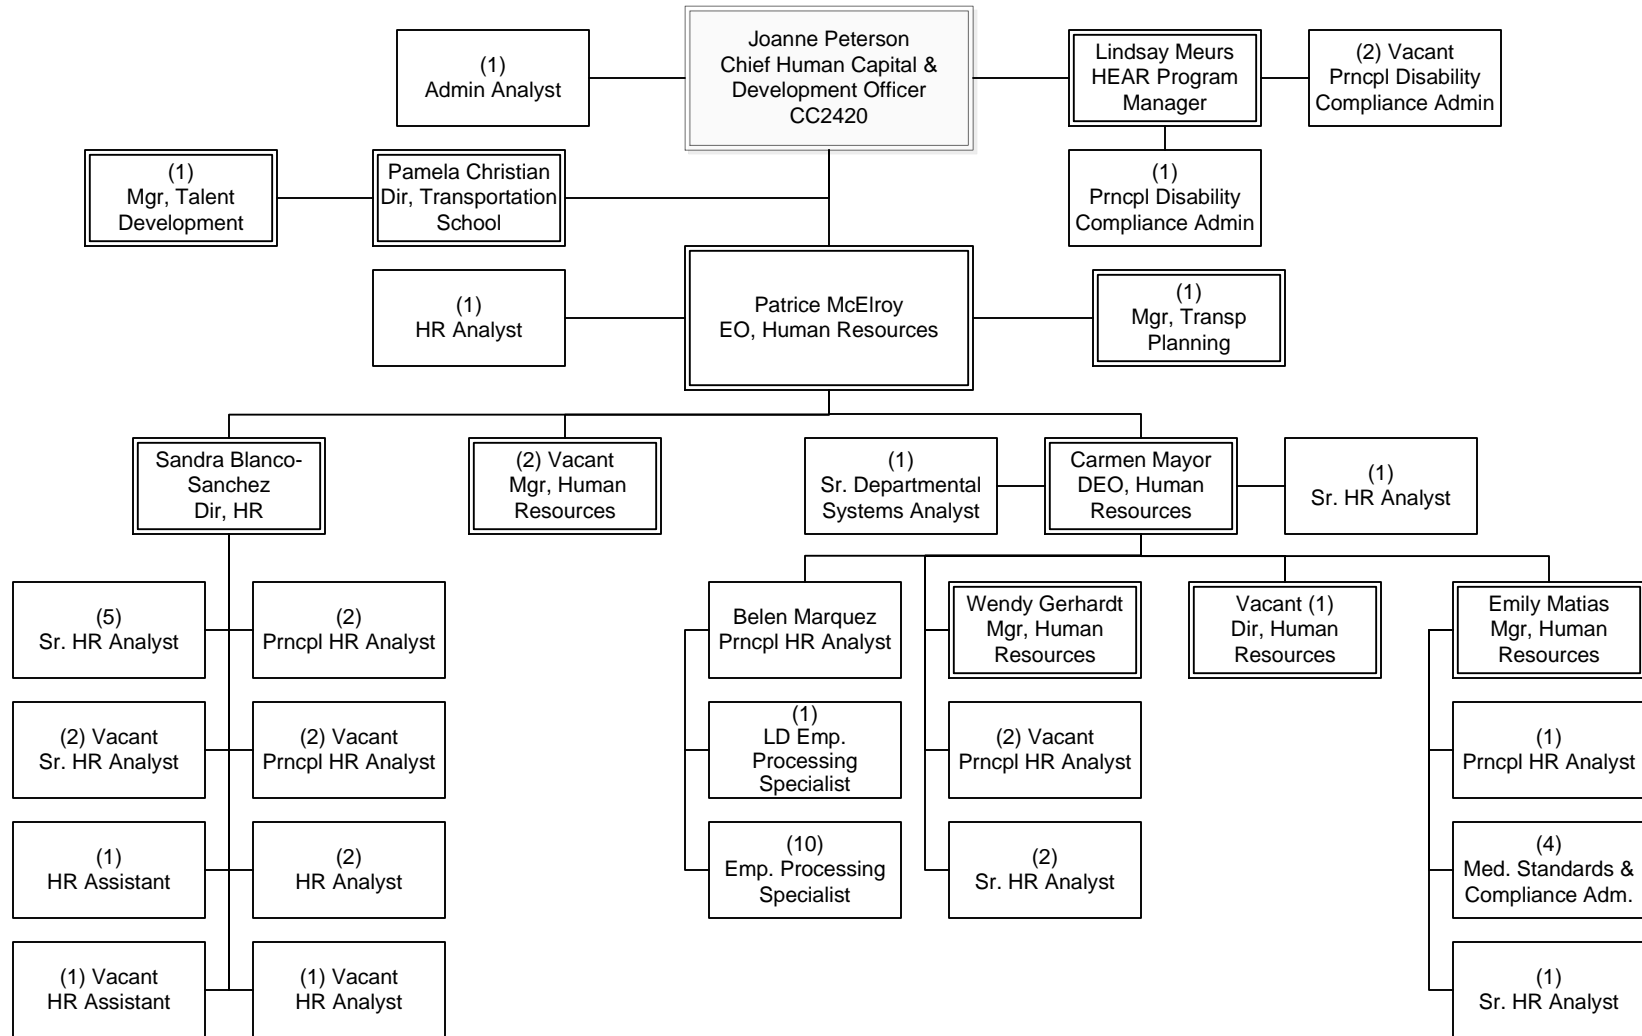 Joanne Peterson
Chief Human Capital &
Development Officer
CC2420
(1)
Admin Analyst
Lindsay Meurs
HEAR Program
Manager
(2) Vacant
Prncpl Disability
Compliance Admin
(1)
Mgr, Talent
Development
Pamela Christian
Dir, Transportation
School
(1)
Prncpl Disability
Compliance Admin
(1)
HR Analyst
Patrice McElroy
EO, Human Resources
(1)
Mgr, Transp
Planning
Sandra Blanco-
Sanchez
Dir, HR
(2) Vacant
Mgr, Human
Resources
(1)
Sr. Departmental
Systems Analyst
Carmen Mayor
DEO, Human
Resources
(1)
Sr. HR Analyst
(5)
Sr. HR Analyst
(2)
Prncpl HR Analyst
Belen Marquez
Prncpl HR Analyst
Wendy Gerhardt
Mgr, Human
Resources
Vacant (1)
Dir, Human
Resources
Emily Matias
Mgr, Human
Resources
(2) Vacant
Sr. HR Analyst
(2) Vacant
Prncpl HR Analyst
(1)
LD Emp.
Processing
Specialist
(2) Vacant
Prncpl HR Analyst
(1)
Prncpl HR Analyst
(1)
HR Assistant
(2)
HR Analyst
(10)
Emp. Processing
Specialist
(2)
Sr. HR Analyst
(4)
Med. Standards &
Compliance Adm.
(1) Vacant
HR Assistant
(1) Vacant
HR Analyst
(1)
Sr. HR Analyst